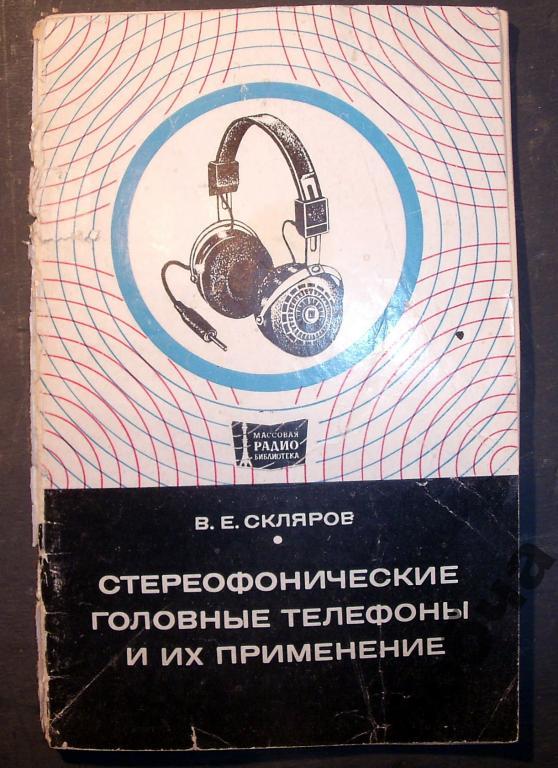 МАССОВАЯ
РАДИО
БИБЛИОТЕКА
В. Е. СКЛЯРОВ
СТЕРЕОФОНИЧЕСКИЕ
ГОЛОВНЫЕ ТЕЛЕФОНЫ
И ИХ ПРИМЕНЕНИЕ